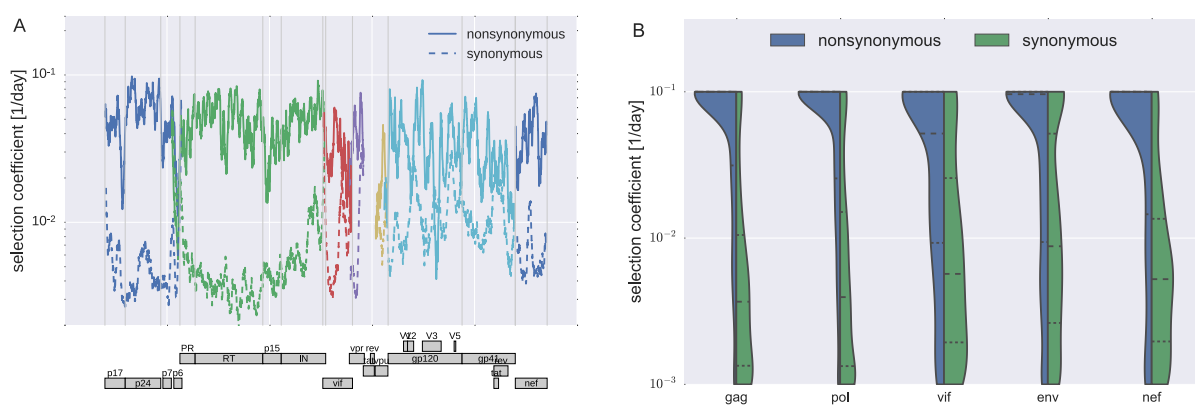 A
nonsynonymous
synonymous
selection coefficient [1/day]
10⁻¹
10⁻²
PR
RT
p15
IN
vpr
rev
tat
vpu
V1
V2
V3
V5
gp120
gp41
rev
tat
p17
p24
p7
p6
vif
nef
B
nonsynonymous
synonymous
selection coefficient [1/day]
10⁻¹
10⁻²
10⁻³
gag
pol
vif
env
nef